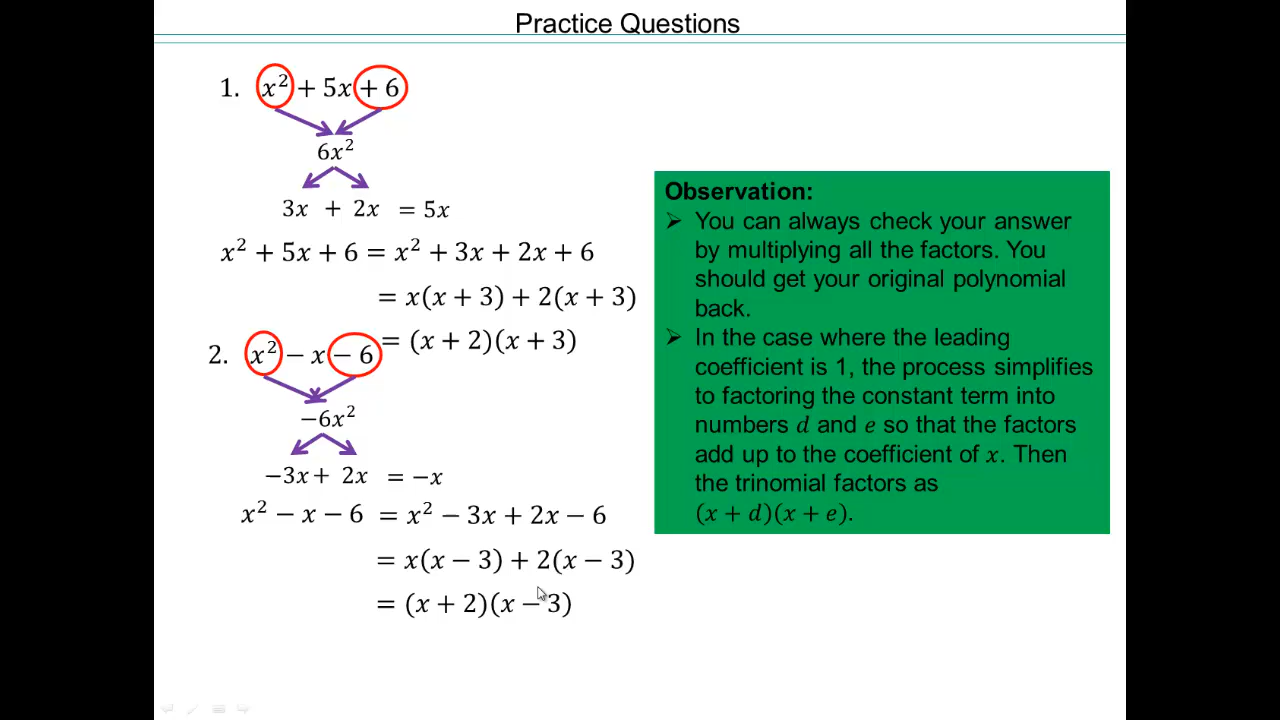 Practice Questions
1. x² + 5x + 6
6x²
3x + 2x = 5x
x² + 5x + 6 = x² + 3x + 2x + 6
= x(x + 3) + 2(x + 3)
= (x + 2)(x + 3)
2. x² − x − 6
−6x²
−3x + 2x = −x
x² − x − 6 = x² − 3x + 2x − 6
= x(x − 3) + 2(x − 3)
= (x + 2)(x − 3)
Observation:
➢ You can always check your answer
by multiplying all the factors. You
should get your original polynomial
back.
➢ In the case where the leading
coefficient is 1, the process simplifies
to factoring the constant term into
numbers d and e so that the factors
add up to the coefficient of x. Then
the trinomial factors as
(x + d)(x + e).